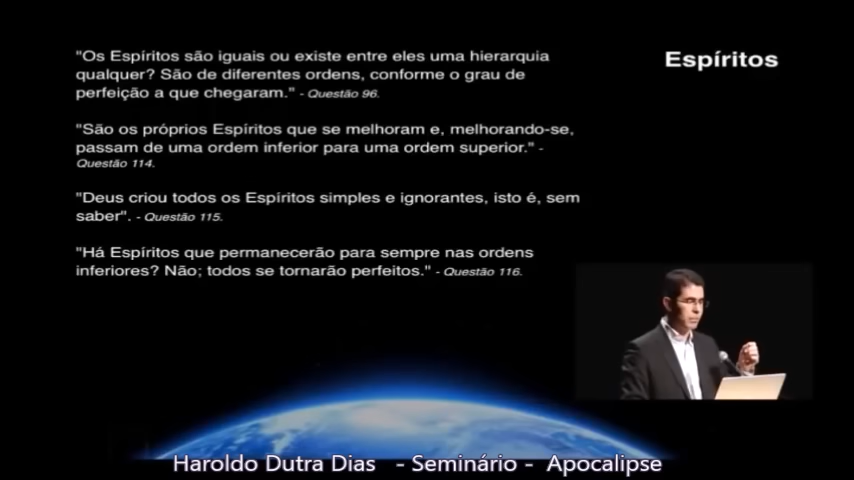 Espíritos
"Os Espíritos são iguais ou existe entre eles uma hierarquia
qualquer? São de diferentes ordens, conforme o grau de
perfeição a que chegaram." - Questão 96.
"São os próprios Espíritos que se melhoram e, melhorando-se,
passam de uma ordem inferior para uma ordem superior." -
Questão 114.
"Deus criou todos os Espíritos simples e ignorantes, isto é, sem
saber". - Questão 115.
"Há Espíritos que permanecerão para sempre nas ordens
inferiores? Não; todos se tornarão perfeitos." - Questão 116.
Haroldo Dutra Dias - Seminário - Apocalipse